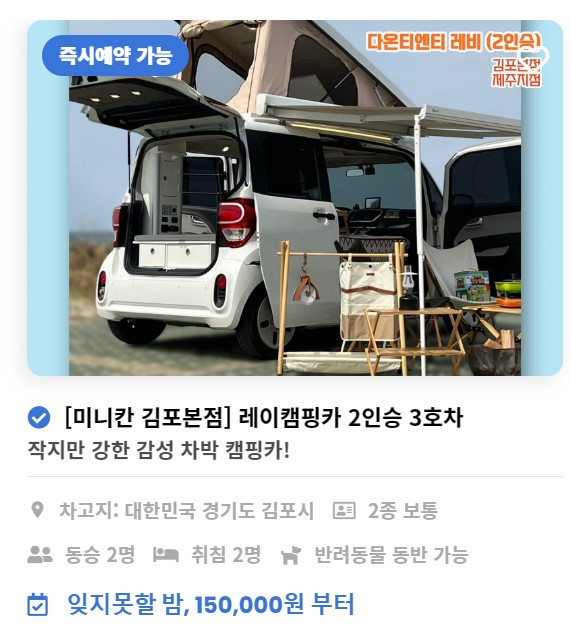 즉시예약 가능
다온티엔티 레비 (2인승)
김포본점
제주지점
[미니칸 김포본점] 레이캠핑카 2인승 3호차
작지만 강한 감성 차박 캠핑카!
차고지: 대한민국 경기도 김포시 2종 보통
동승 2명 취침 2명 반려동물 동반 가능
잊지못할 밤, 150,000원 부터